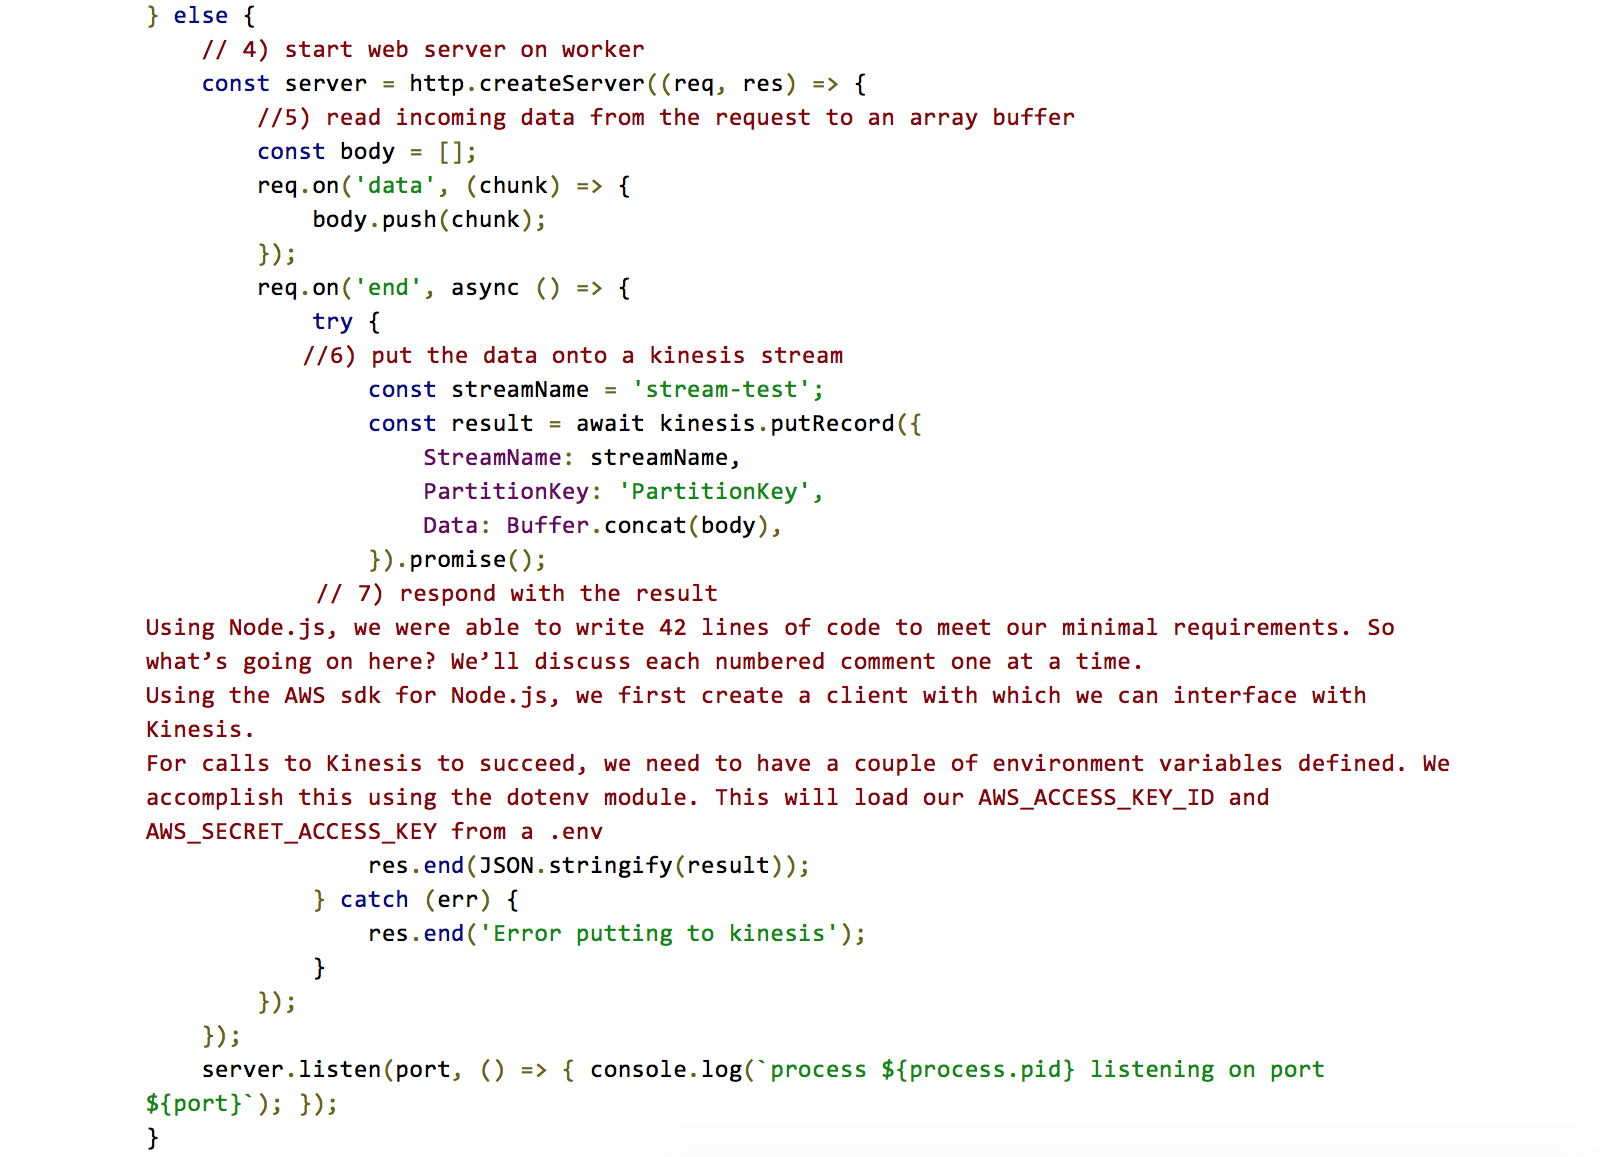 } else {
    // 4) start web server on worker
    const server = http.createServer((req, res) => {
        //5) read incoming data from the request to an array buffer
        const body = [];
        req.on('data', (chunk) => {
            body.push(chunk);
        });
        req.on('end', async () => {
            try {
           //6) put the data onto a kinesis stream
                const streamName = 'stream-test';
                const result = await kinesis.putRecord({
                    StreamName: streamName,
                    PartitionKey: 'PartitionKey',
                    Data: Buffer.concat(body),
                }).promise();
            // 7) respond with the result
Using Node.js, we were able to write 42 lines of code to meet our minimal requirements. So
what’s going on here? We’ll discuss each numbered comment one at a time.
Using the AWS sdk for Node.js, we first create a client with which we can interface with
Kinesis.
For calls to Kinesis to succeed, we need to have a couple of environment variables defined. We
accomplish this using the dotenv module. This will load our AWS_ACCESS_KEY_ID and
AWS_SECRET_ACCESS_KEY from a .env
                res.end(JSON.stringify(result));
            } catch (err) {
                res.end('Error putting to kinesis');
            }
        });
    });
    server.listen(port, () => { console.log(`process ${process.pid} listening on port
${port}`); });
}